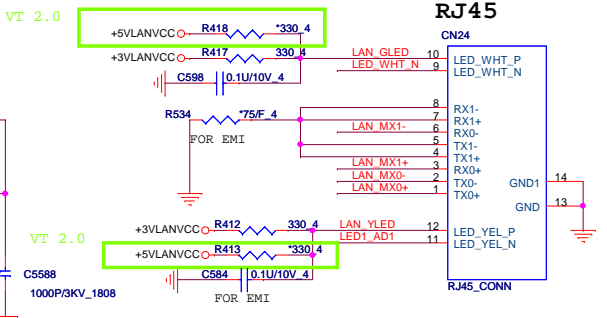 VT 2.0
RJ45
+5VLANVCC R418 *330_4
CN24
+3VLANVCC R417 330_4
LAN_GLED 10 LED_WHT_P
LED_WHT_N 9 LED_WHT_N
C598 0.1U/10V_4
8 RX1-
R534 *75/F_4
7 RX1+
LAN_MX1- 6 RX0-
FOR EMI
5 TX1-
4 TX1+
LAN_MX1+ 3 RX0+
LAN_MX0- 2 TX0-
LAN_MX0+ 1 TX0+
GND1 14
GND 13
+3VLANVCC R412 330_4
LAN_YLED 12 LED_YEL_P
LED1_AD1 11 LED_YEL_N
VT 2.0
+5VLANVCC R413 *330_4
C584 0.1U/10V_4
FOR EMI
C5588
1000P/3KV_1808
RJ45_CONN